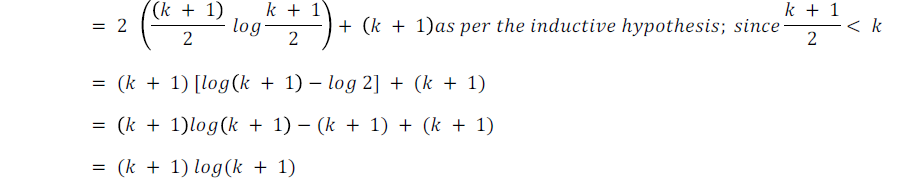 = 2 ((k + 1)/2 log (k + 1)/2) + (k + 1)as per the inductive hypothesis; since (k + 1)/2 < k
= (k + 1) [log(k + 1) – log 2] + (k + 1)
= (k + 1)log(k + 1) – (k + 1) + (k + 1)
= (k + 1) log(k + 1)